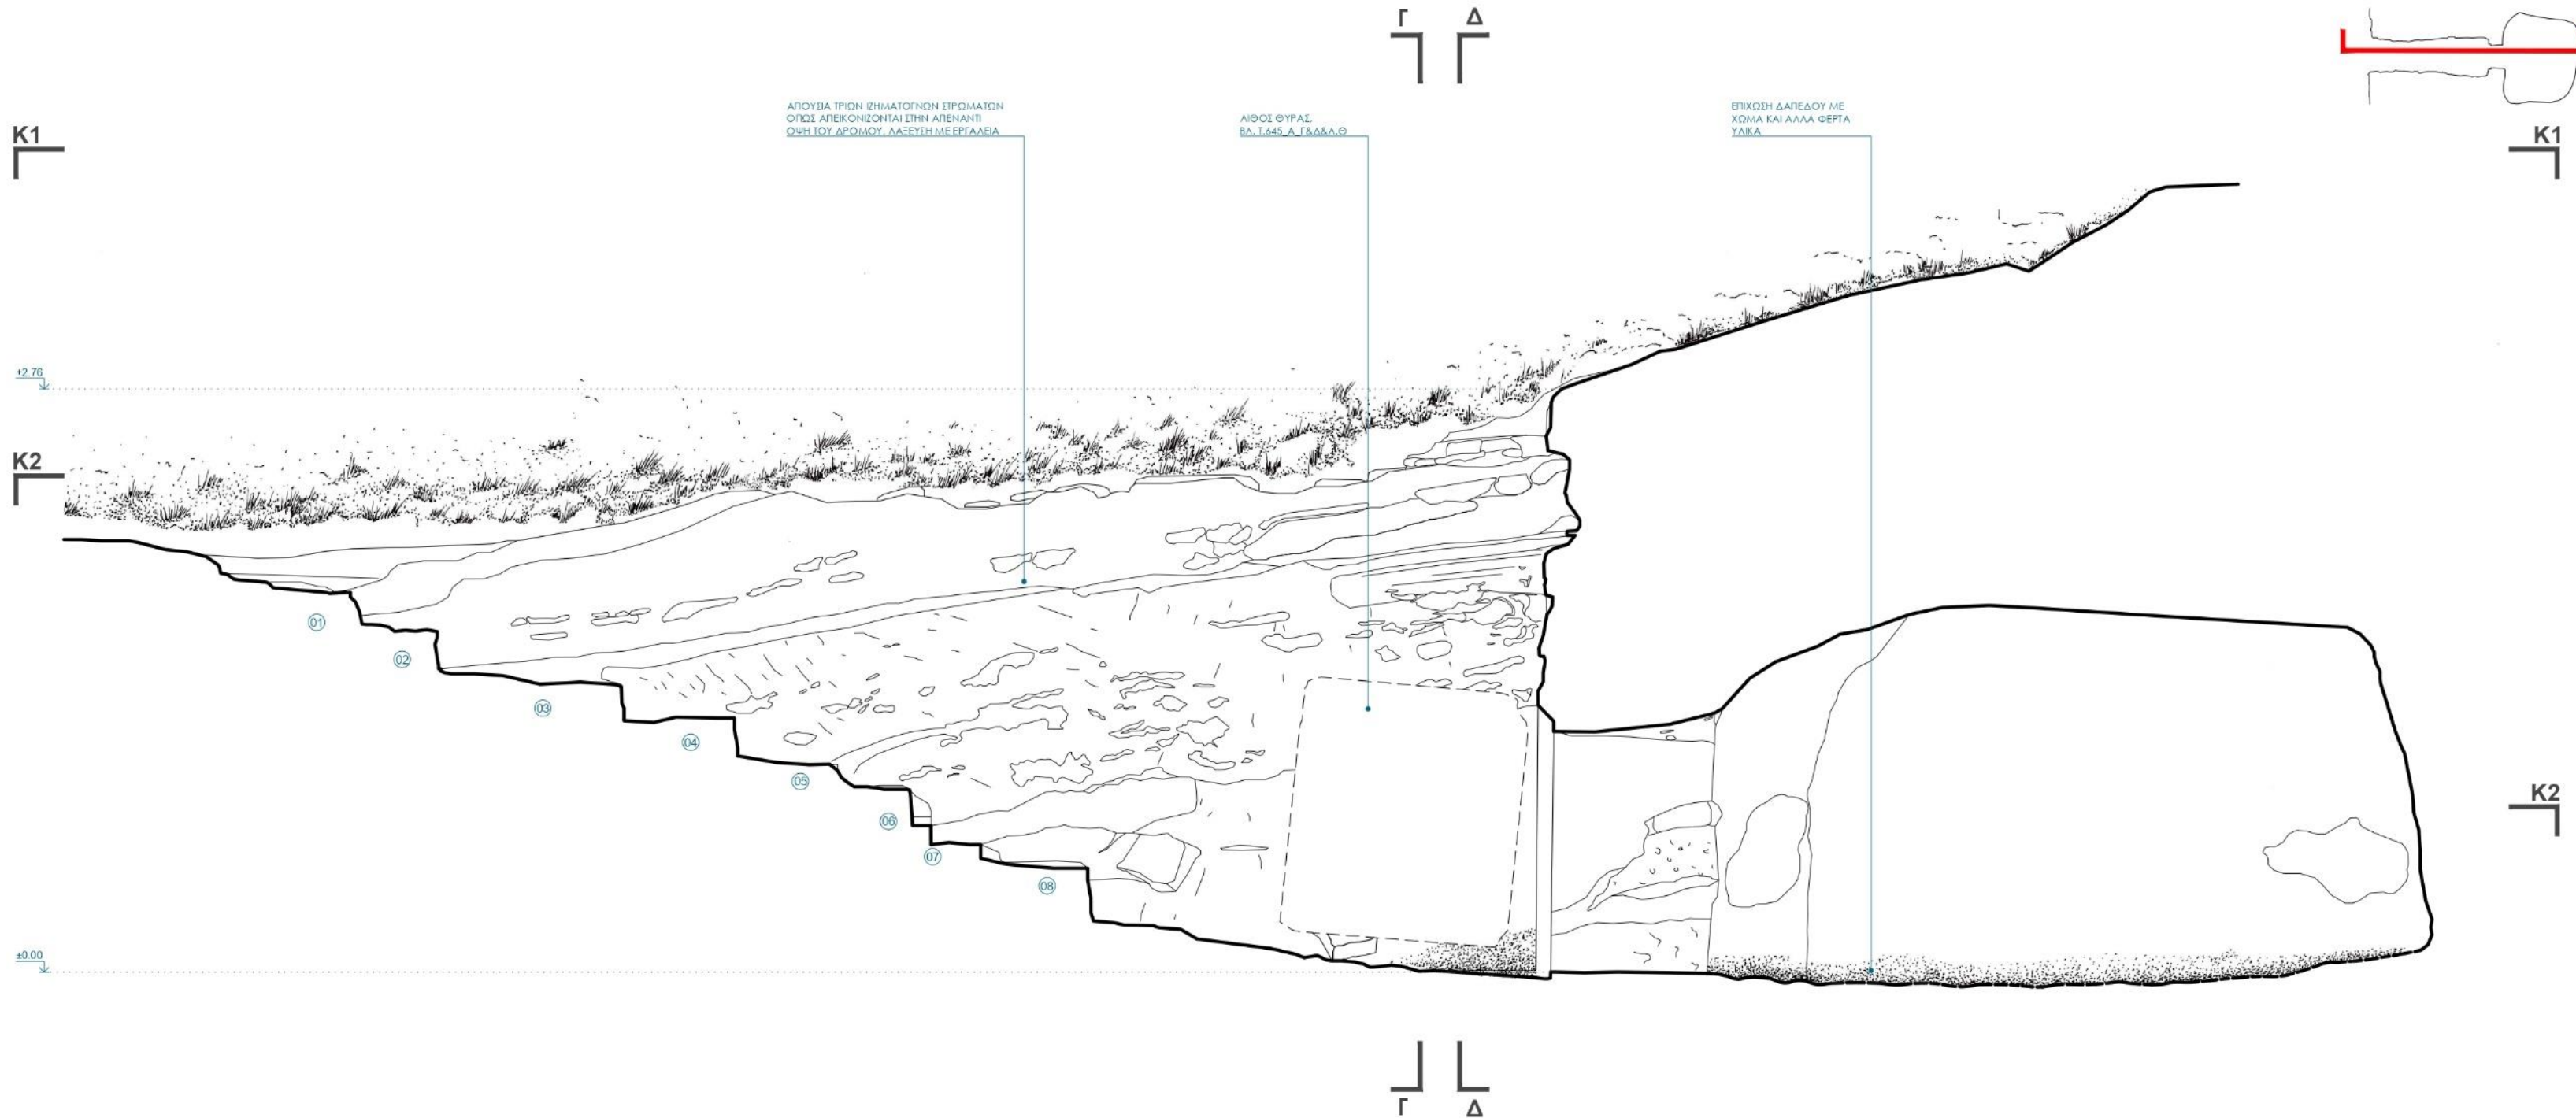 Γ Δ
ΑΠΟΥΣΙΑ ΤΡΙΩΝ ΙΖΗΜΑΤΟΓΝΩΝ ΣΤΡΩΜΑΤΩΝ
ΟΠΩΣ ΑΠΕΙΚΟΝΙΖΟΝΤΑΙ ΣΤΗΝ ΑΠΕΝΑΝΤΙ
ΟΨΗ ΤΟΥ ΔΡΟΜΟΥ, ΛΑΞΕΥΣΗ ΜΕ ΕΡΓΑΛΕΙΑ
ΛΙΘΟΣ ΘΥΡΑΣ.
ΒΛ. Τ.645_Α_Γ&Δ&Λ.Θ
ΕΠΙΧΩΣΗ ΔΑΠΕΔΟΥ ΜΕ
ΧΩΜΑ ΚΑΙ ΑΛΛΑ ΦΕΡΤΑ
ΥΛΙΚΑ
K1 K1
+2.76
K2
01
02
03
04
05
K2
06
07
08
±0.00
Γ Δ